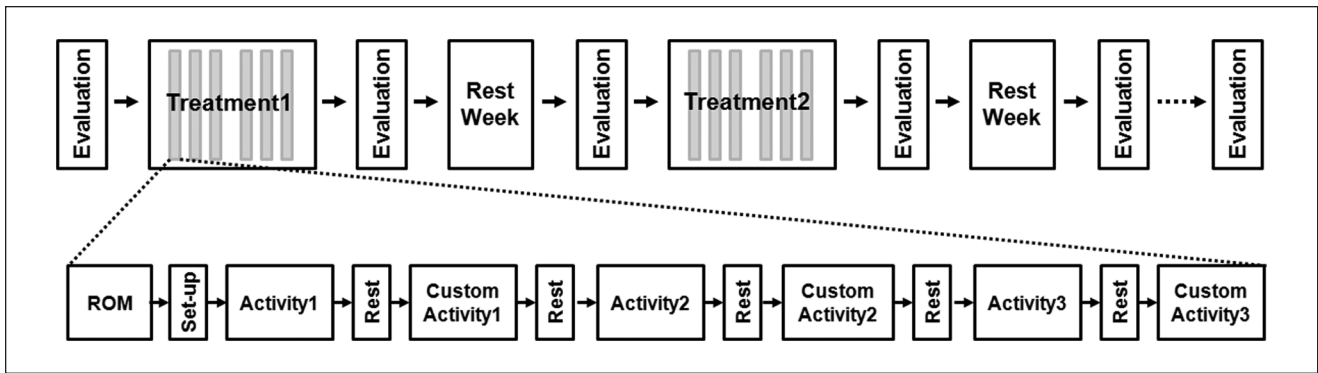 Evaluation
Treatment1
Evaluation
Rest
Week
Evaluation
Treatment2
Evaluation
Rest
Week
Evaluation
Evaluation
ROM
Set-up
Activity1
Rest
Custom
Activity1
Rest
Activity2
Rest
Custom
Activity2
Rest
Activity3
Rest
Custom
Activity3